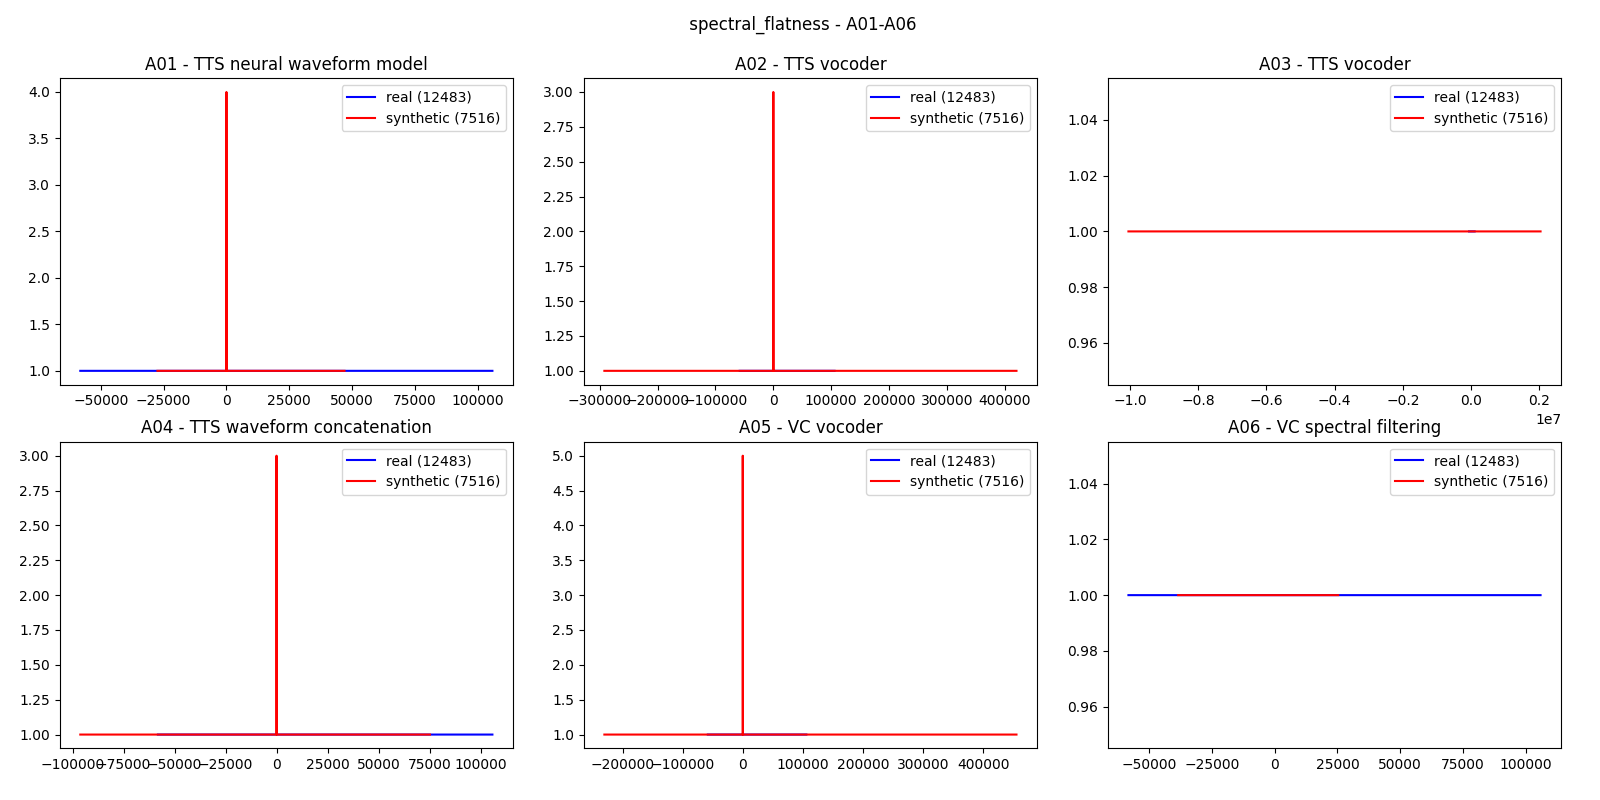 spectral_flatness - A01-A06
A01 - TTS neural waveform model
4.0
3.5
3.0
2.5
2.0
1.5
1.0
−50000 −25000 0 25000 50000 75000 100000
real (12483)
synthetic (7516)
A02 - TTS vocoder
3.00
2.75
2.50
2.25
2.00
1.75
1.50
1.25
1.00
−300000 −200000 −100000 0 100000 200000 300000 400000
real (12483)
synthetic (7516)
A03 - TTS vocoder
1.04
1.02
1.00
0.98
0.96
−1.0 −0.8 −0.6 −0.4 −0.2 0.0 0.2
1e7
real (12483)
synthetic (7516)
A04 - TTS waveform concatenation
3.00
2.75
2.50
2.25
2.00
1.75
1.50
1.25
1.00
−100000 −75000 −50000 −25000 0 25000 50000 75000 100000
real (12483)
synthetic (7516)
A05 - VC vocoder
5.0
4.5
4.0
3.5
3.0
2.5
2.0
1.5
1.0
−200000 −100000 0 100000 200000 300000 400000
real (12483)
synthetic (7516)
A06 - VC spectral filtering
1.04
1.02
1.00
0.98
0.96
−50000 −25000 0 25000 50000 75000 100000
real (12483)
synthetic (7516)